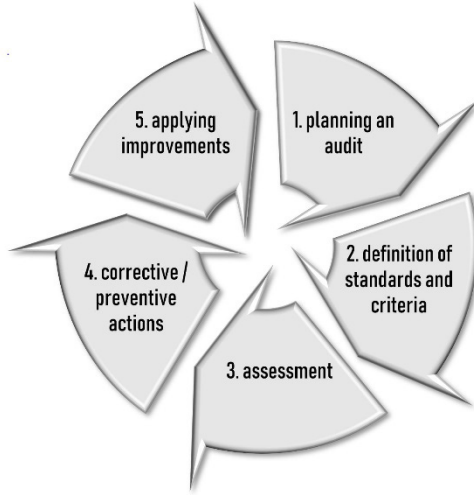 1. planning an
audit
2. definition of
standards and
criteria
3. assessment
4. corrective /
preventive
actions
5. applying
improvements